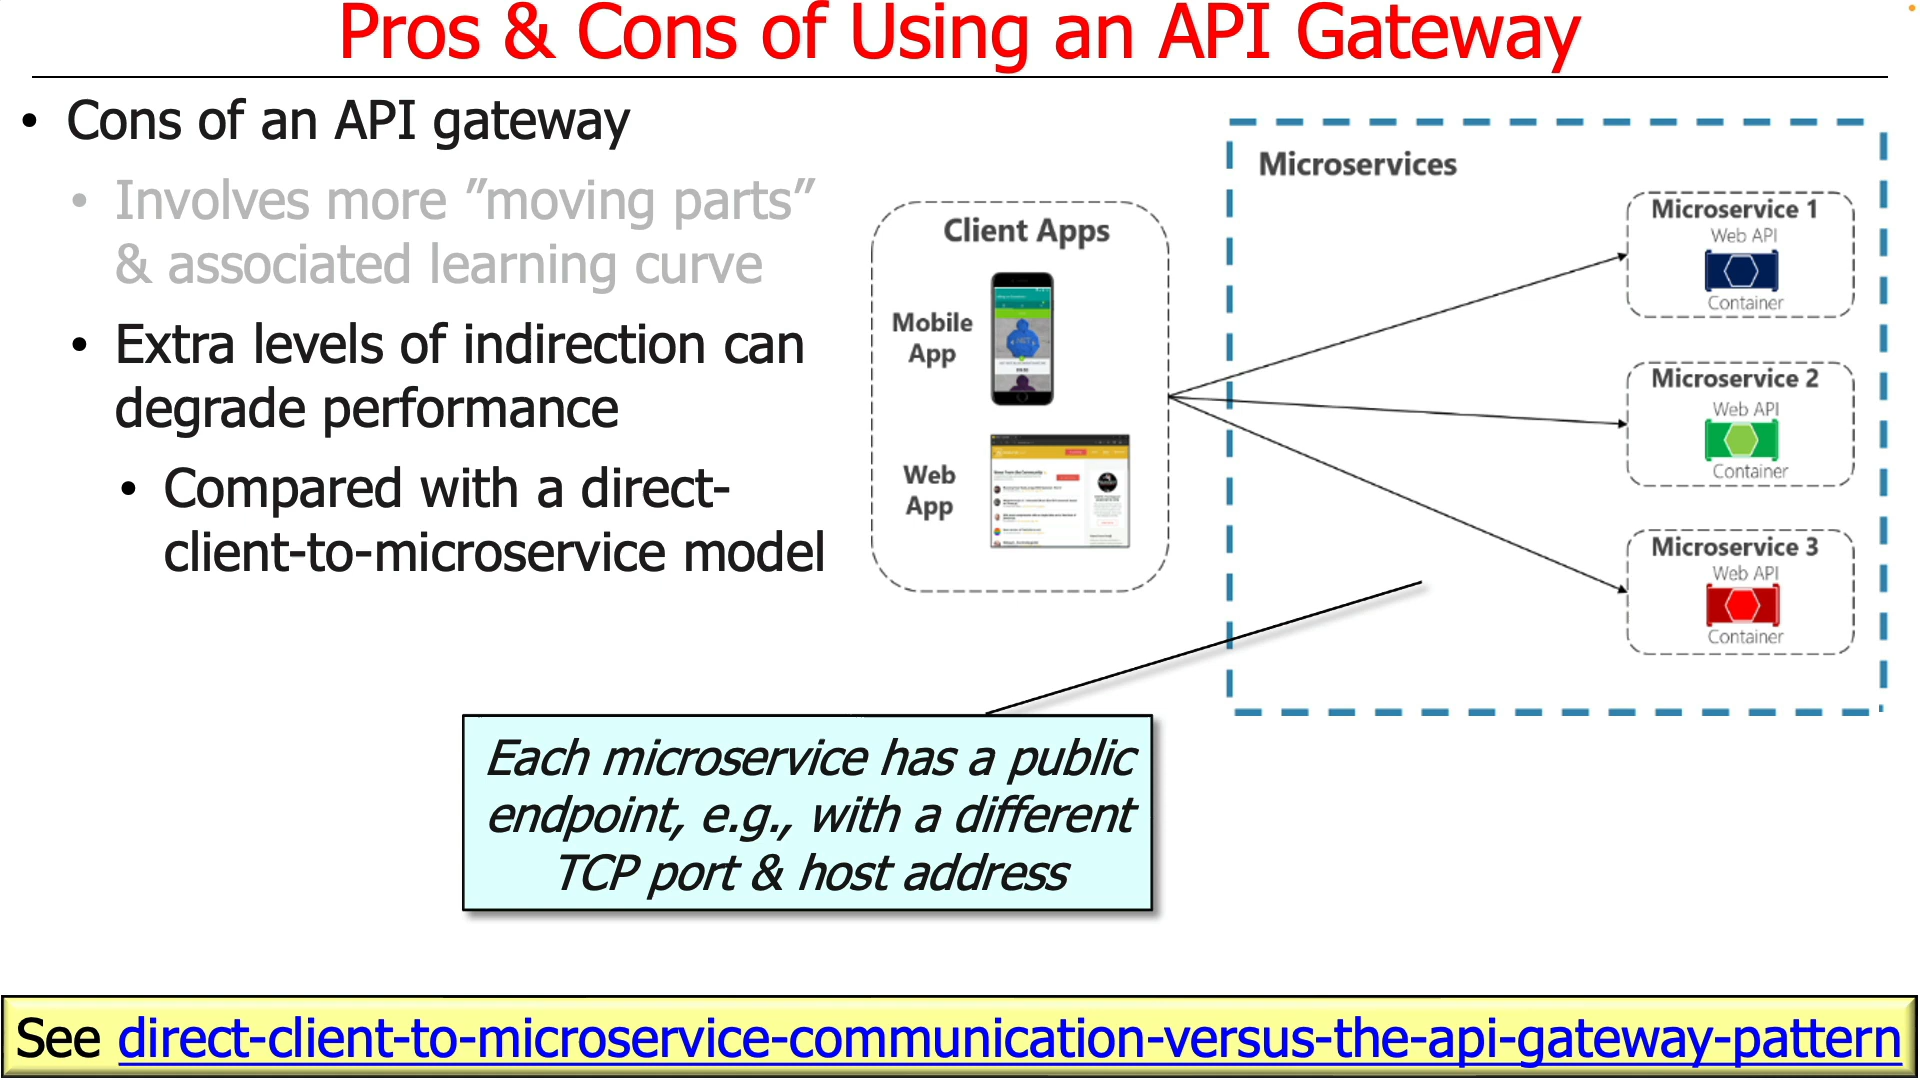 Pros & Cons of Using an API Gateway
• Cons of an API gateway
• Involves more ”moving parts”
& associated learning curve
• Extra levels of indirection can
degrade performance
• Compared with a direct-
client-to-microservice model
Client Apps
Mobile
App
Web
App
Microservices
Microservice 1
Web API
Container
Microservice 2
Web API
Container
Microservice 3
Web API
Container
Each microservice has a public
endpoint, e.g., with a different
TCP port & host address
See direct-client-to-microservice-communication-versus-the-api-gateway-pattern